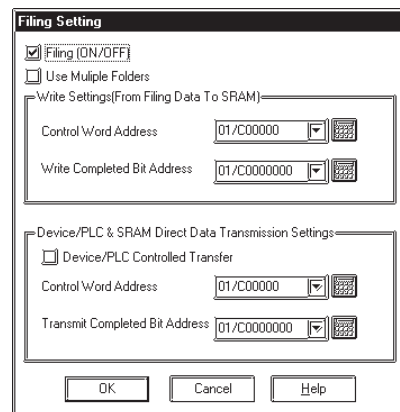 Filing Setting
Filing (ON/OFF)
Use Muliple Folders
Write Settings(From Filing Data To SRAM)
Control Word Address 01/C00000
Write Completed Bit Address 01/C0000000
Device/PLC & SRAM Direct Data Transmission Settings
Device/PLC Controlled Transfer
Control Word Address 01/C00000
Transmit Completed Bit Address 01/C0000000
OK Cancel Help